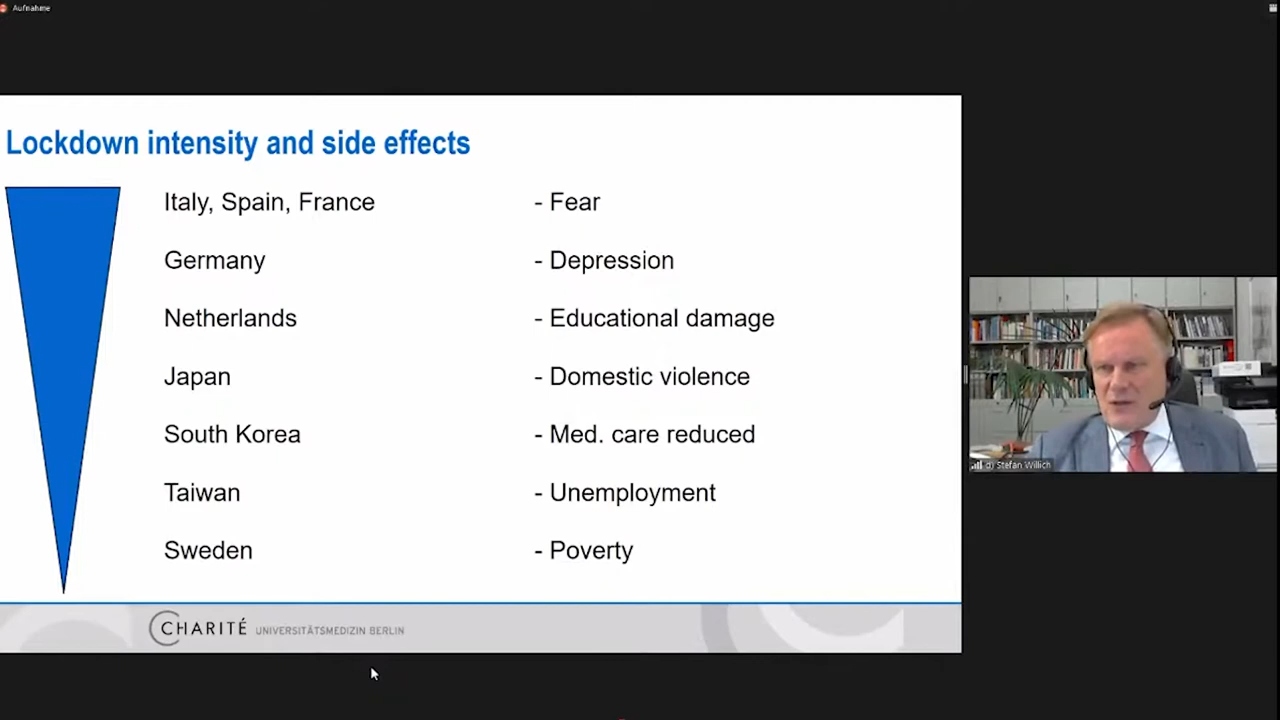 Aufnahme
Lockdown intensity and side effects
Italy, Spain, France - Fear
Germany - Depression
Netherlands - Educational damage
Japan - Domestic violence
South Korea - Med. care reduced
Taiwan - Unemployment
Sweden - Poverty
CHARITÉ UNIVERSITÄTSMEDIZIN BERLIN
Stefan Willich